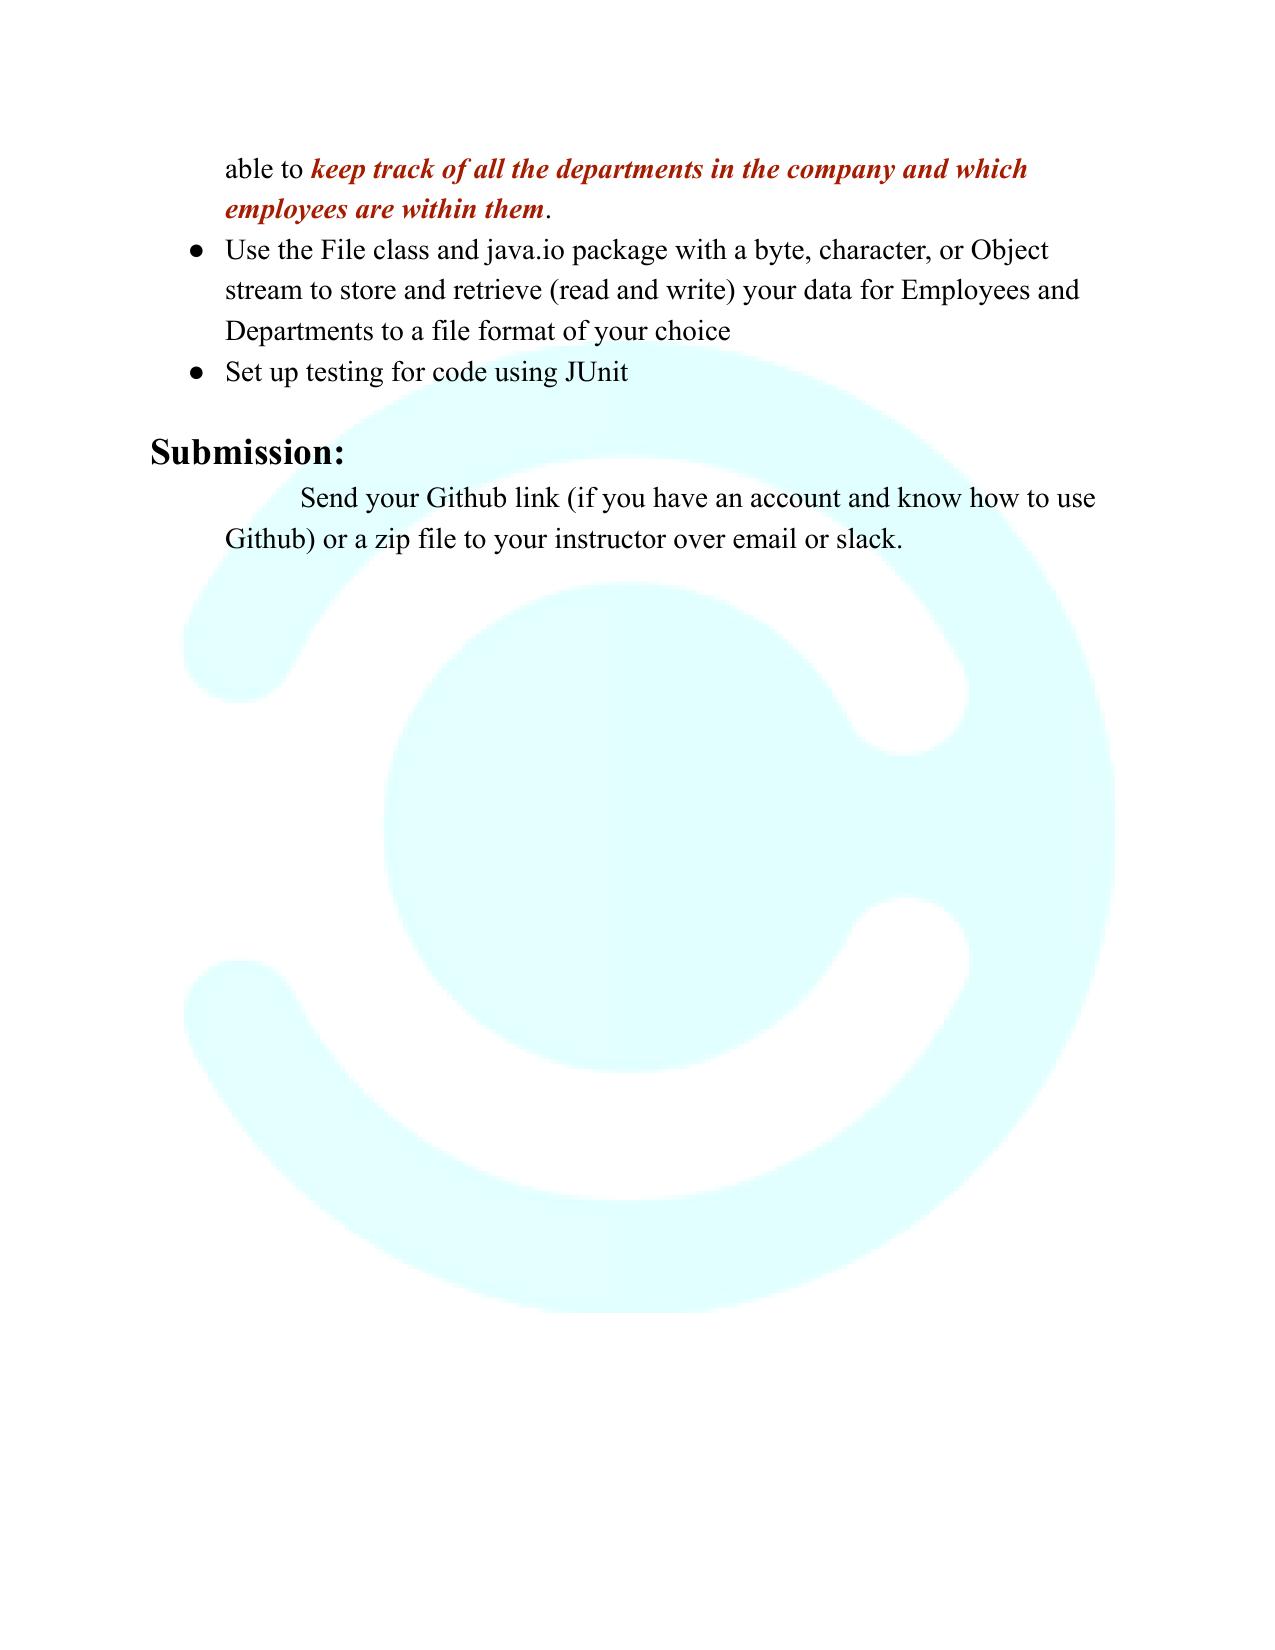 able to keep track of all the departments in the company and which
employees are within them.
● Use the File class and java.io package with a byte, character, or Object
stream to store and retrieve (read and write) your data for Employees and
Departments to a file format of your choice
● Set up testing for code using JUnit
Submission:
Send your Github link (if you have an account and know how to use
Github) or a zip file to your instructor over email or slack.